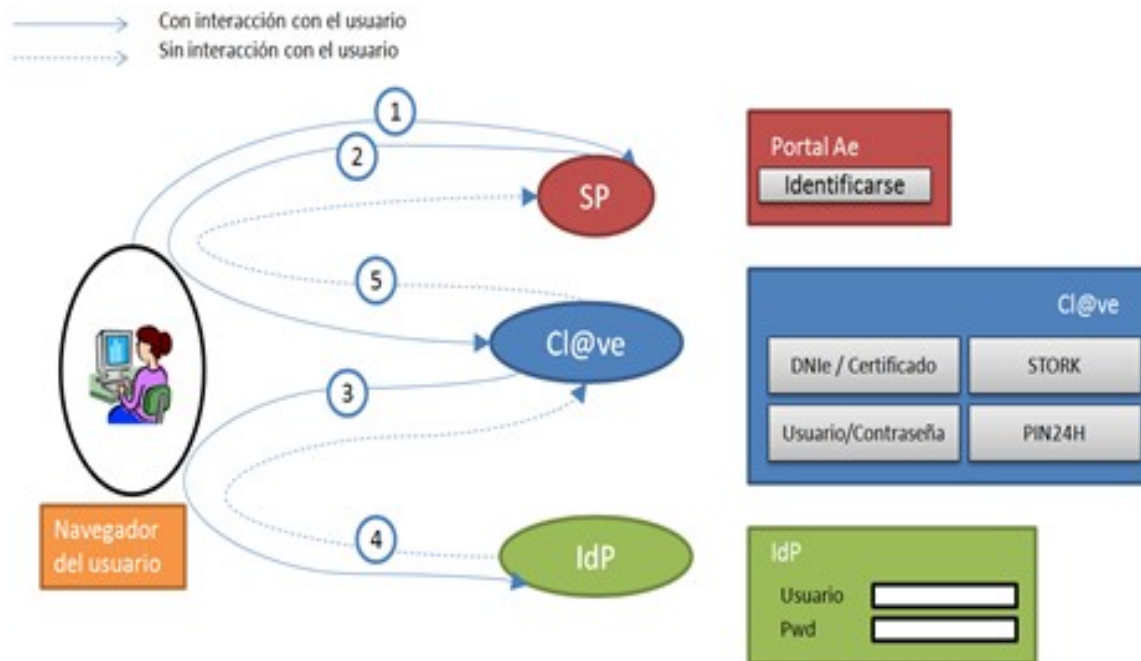 Con interacción con el usuario
Sin interacción con el usuario
1
2
SP
5
Cl@ve
3
4
IdP
Navegador
del usuario
Portal Ae
Identificarse
Cl@ve
DNIe / Certificado
STORK
Usuario/Contraseña
PIN24H
IdP
Usuario
Pwd